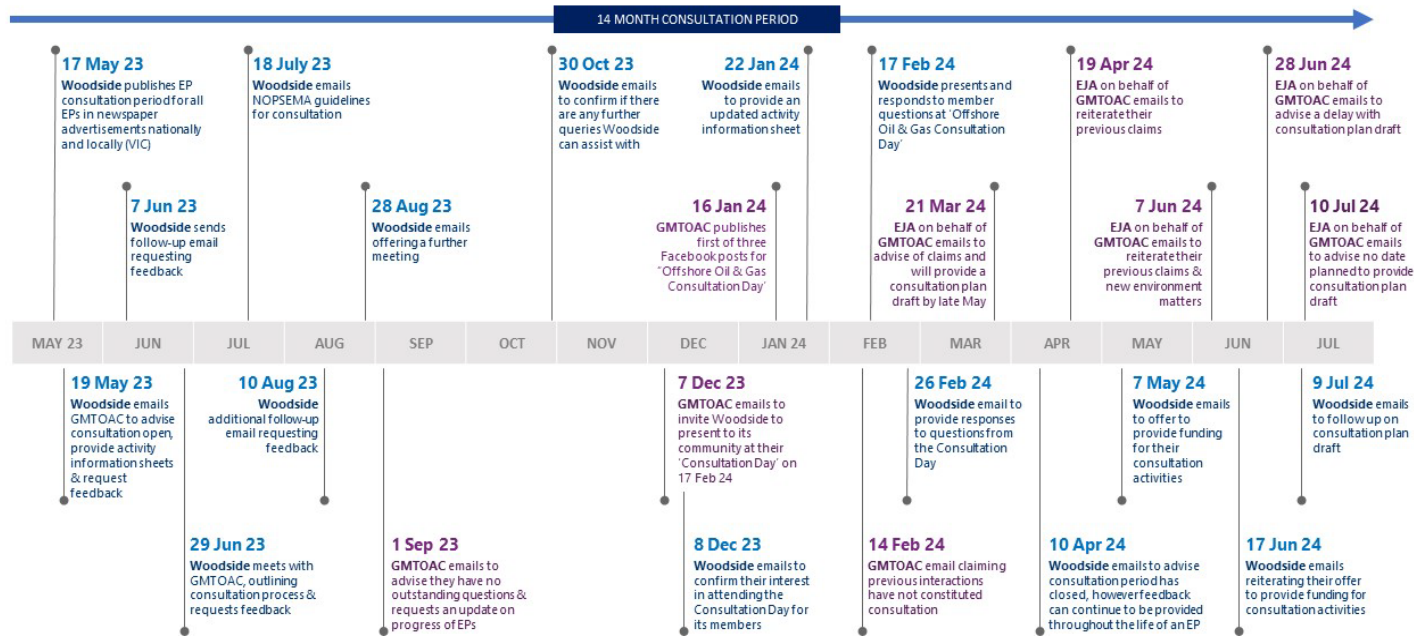 14 MONTH CONSULTATION PERIOD
17 May 23
Woodside publishes EP
consultation period for all
EPs in newspaper
advertisements nationally
and locally (VIC)
18 July 23
Woodside emails
NOPSEMA guidelines
for consultation
30 Oct 23
Woodside emails
to confirm if there
are any further
queries Woodside
can assist with
22 Jan 24
Woodside emails
to provide an
updated activity
information sheet
17 Feb 24
Woodside presents and
responds to member
questions at 'Offshore
Oil & Gas Consultation
Day'
19 Apr 24
EJA on behalf of
GMTOAC emails to
reiterate their
previous claims
28 Jun 24
EJA on behalf of
GMTOAC emails to
advise a delay with
consultation plan draft
7 Jun 23
Woodside sends
follow-up email
requesting
feedback
28 Aug 23
Woodside emails
offering a further
meeting
16 Jan 24
GMTOAC publishes
first of three
Facebook posts for
'Offshore Oil & Gas
Consultation Day'
21 Mar 24
EJA on behalf of
GMTOAC emails to
advise of claims and
will provide a
consultation plan
draft by late May
7 Jun 24
EJA on behalf of
GMTOAC emails to
reiterate their
previous claims &
new environment
matters
10 Jul 24
EJA on behalf of
GMTOAC emails
to advise no date
planned to provide
consultation plan
draft
MAY 23
JUN
JUL
AUG
SEP
OCT
NOV
DEC
JAN 24
FEB
MAR
APR
MAY
JUN
JUL
19 May 23
Woodside emails
GMTOAC to advise
consultation open,
provide activity
information sheets
& request
feedback
10 Aug 23
Woodside
additional follow-up
email requesting
feedback
7 Dec 23
GMTOAC emails to
invite Woodside to
present to its
community at their
'Consultation Day' on
17 Feb 24
26 Feb 24
Woodside email to
provide responses
to questions from
the Consultation
Day
7 May 24
Woodside emails
to offer to
provide funding
for their
consultation
activities
9 Jul 24
Woodside emails
to follow up on
consultation plan
draft
29 Jun 23
Woodside meets with
GMTOAC, outlining
consultation process &
requests feedback
1 Sep 23
GMTOAC emails to
advise they have no
outstanding questions &
requests an update on
progress of EPs
8 Dec 23
Woodside emails to
confirm their interest
in attending the
Consultation Day for
its members
14 Feb 24
GMTOAC email claiming
previous interactions
have not constituted
consultation
10 Apr 24
Woodside emails to advise
consultation period has
closed, however feedback
can continue to be provided
throughout the life of an EP
17 Jun 24
Woodside emails
reiterating their offer
to provide funding for
consultation activities